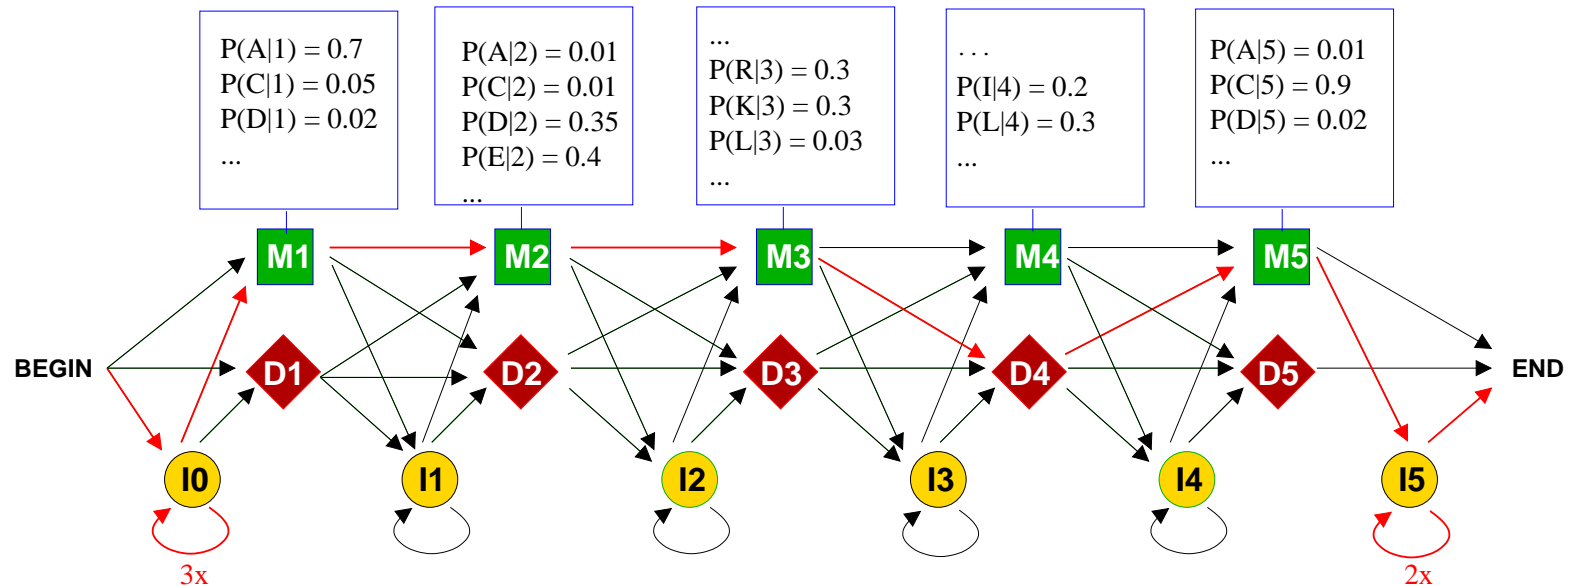 P(A|1) = 0.7
P(C|1) = 0.05
P(D|1) = 0.02
...
P(A|2) = 0.01
P(C|2) = 0.01
P(D|2) = 0.35
P(E|2) = 0.4
...
...
P(R|3) = 0.3
P(K|3) = 0.3
P(L|3) = 0.03
...
...
P(I|4) = 0.2
P(L|4) = 0.3
...
P(A|5) = 0.01
P(C|5) = 0.9
P(D|5) = 0.02
...
M1 M2 M3 M4 M5
BEGIN D1 D2 D3 D4 D5 END
I0 I1 I2 I3 I4 I5
3x 2x